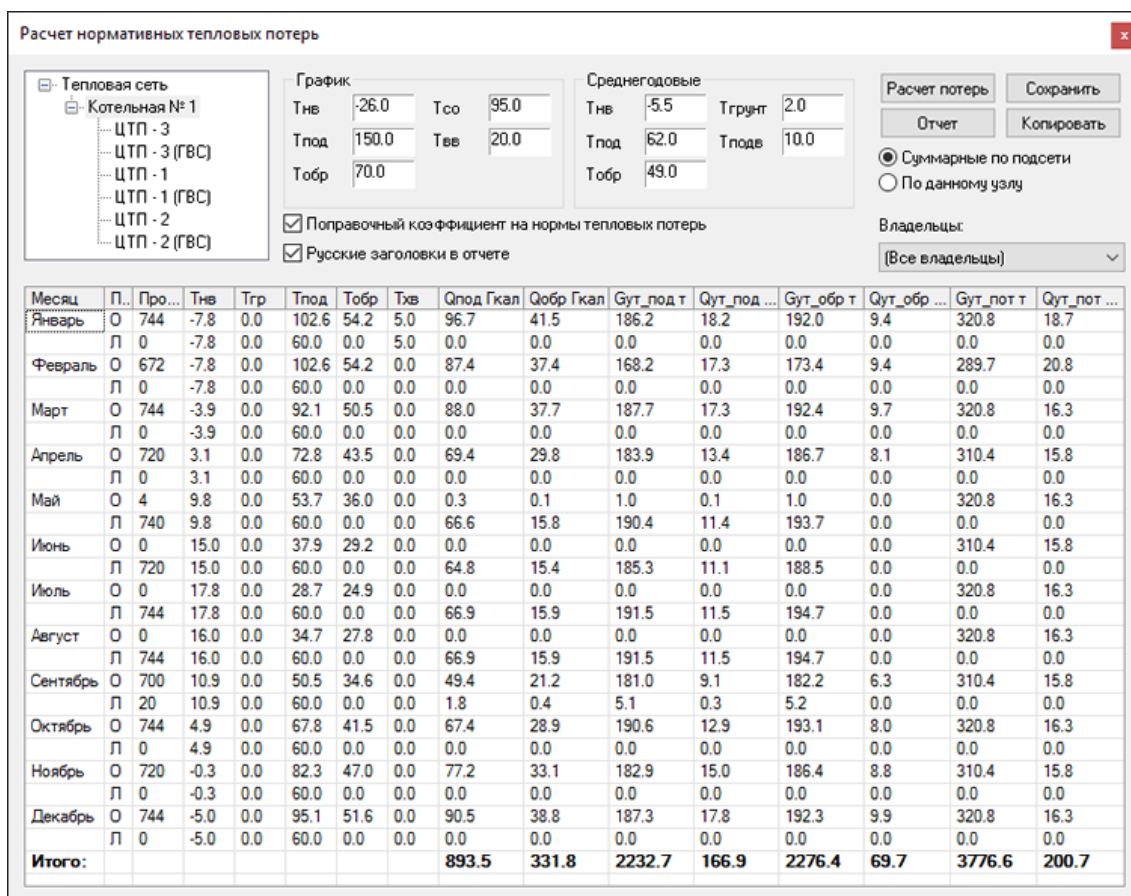 Расчет нормативных тепловых потерь
x
Тепловая сеть
Котельная № 1
ЦТП - 3
ЦТП - 3 (ГВС)
ЦТП - 1
ЦТП - 1 (ГВС)
ЦТП - 2
ЦТП - 2 (ГВС)
График
Тнв -26.0 Тсо 95.0
Тпод 150.0 Твв 20.0
Тобр 70.0
Среднегодовые
Тнв -5.5 Тгрунт 2.0
Тпод 62.0 Тподв 10.0
Тобр 49.0
Расчет потерь Сохранить
Отчет Копировать
Суммарные по подсети
По данному узлу
Поправочный коэффициент на нормы тепловых потерь
Русские заголовки в отчете
Владельцы:
(Все владельцы)
Месяц П.. Про... Тнв Тгр Тпод Тобр Тхв Qпод Гкал Qобр Гкал Gут_под т Qут_под ... Gут_обр т Qут_обр ... Gут_пот т Qут_пот ...
Январь О 744 -7.8 0.0 102.6 54.2 5.0 96.7 41.5 186.2 18.2 192.0 9.4 320.8 18.7
Л 0 -7.8 0.0 60.0 0.0 5.0 0.0 0.0 0.0 0.0 0.0 0.0 0.0 0.0
Февраль О 672 -7.8 0.0 102.6 54.2 0.0 87.4 37.4 168.2 17.3 173.4 9.4 289.7 20.8
Л 0 -7.8 0.0 60.0 0.0 0.0 0.0 0.0 0.0 0.0 0.0 0.0 0.0 0.0
Март О 744 -3.9 0.0 92.1 50.5 0.0 88.0 37.7 187.7 17.3 192.4 9.7 320.8 16.3
Л 0 -3.9 0.0 60.0 0.0 0.0 0.0 0.0 0.0 0.0 0.0 0.0 0.0 0.0
Апрель О 720 3.1 0.0 72.8 43.5 0.0 69.4 29.8 183.9 13.4 186.7 8.1 310.4 15.8
Л 0 3.1 0.0 60.0 0.0 0.0 0.0 0.0 0.0 0.0 0.0 0.0 0.0 0.0
Май О 4 9.8 0.0 53.7 36.0 0.0 0.3 0.1 1.0 0.1 1.0 0.0 320.8 16.3
Л 740 9.8 0.0 60.0 0.0 0.0 66.6 15.8 190.4 11.4 193.7 0.0 0.0 0.0
Июнь О 0 15.0 0.0 37.9 29.2 0.0 0.0 0.0 0.0 0.0 0.0 0.0 310.4 15.8
Л 720 15.0 0.0 60.0 0.0 0.0 64.8 15.4 185.3 11.1 188.5 0.0 0.0 0.0
Июль О 0 17.8 0.0 28.7 24.9 0.0 0.0 0.0 0.0 0.0 0.0 0.0 320.8 16.3
Л 744 17.8 0.0 60.0 0.0 0.0 66.9 15.9 191.5 11.5 194.7 0.0 0.0 0.0
Август О 0 16.0 0.0 34.7 27.8 0.0 0.0 0.0 0.0 0.0 0.0 0.0 320.8 16.3
Л 744 16.0 0.0 60.0 0.0 0.0 66.9 15.9 191.5 11.5 194.7 0.0 0.0 0.0
Сентябрь О 700 10.9 0.0 50.5 34.6 0.0 49.4 21.2 181.0 9.1 182.2 6.3 310.4 15.8
Л 20 10.9 0.0 60.0 0.0 0.0 1.8 0.4 5.1 0.3 5.2 0.0 0.0 0.0
Октябрь О 744 4.9 0.0 67.8 41.5 0.0 67.4 28.9 190.6 12.9 193.1 8.0 320.8 16.3
Л 0 4.9 0.0 60.0 0.0 0.0 0.0 0.0 0.0 0.0 0.0 0.0 0.0 0.0
Ноябрь О 720 -0.3 0.0 82.3 47.0 0.0 77.2 33.1 182.9 15.0 186.4 8.8 310.4 15.8
Л 0 -0.3 0.0 60.0 0.0 0.0 0.0 0.0 0.0 0.0 0.0 0.0 0.0 0.0
Декабрь О 744 -5.0 0.0 95.1 51.6 0.0 90.5 38.8 187.3 17.8 192.3 9.9 320.8 16.3
Л 0 -5.0 0.0 60.0 0.0 0.0 0.0 0.0 0.0 0.0 0.0 0.0 0.0 0.0
Итого: 893.5 331.8 2232.7 166.9 2276.4 69.7 3776.6 200.7